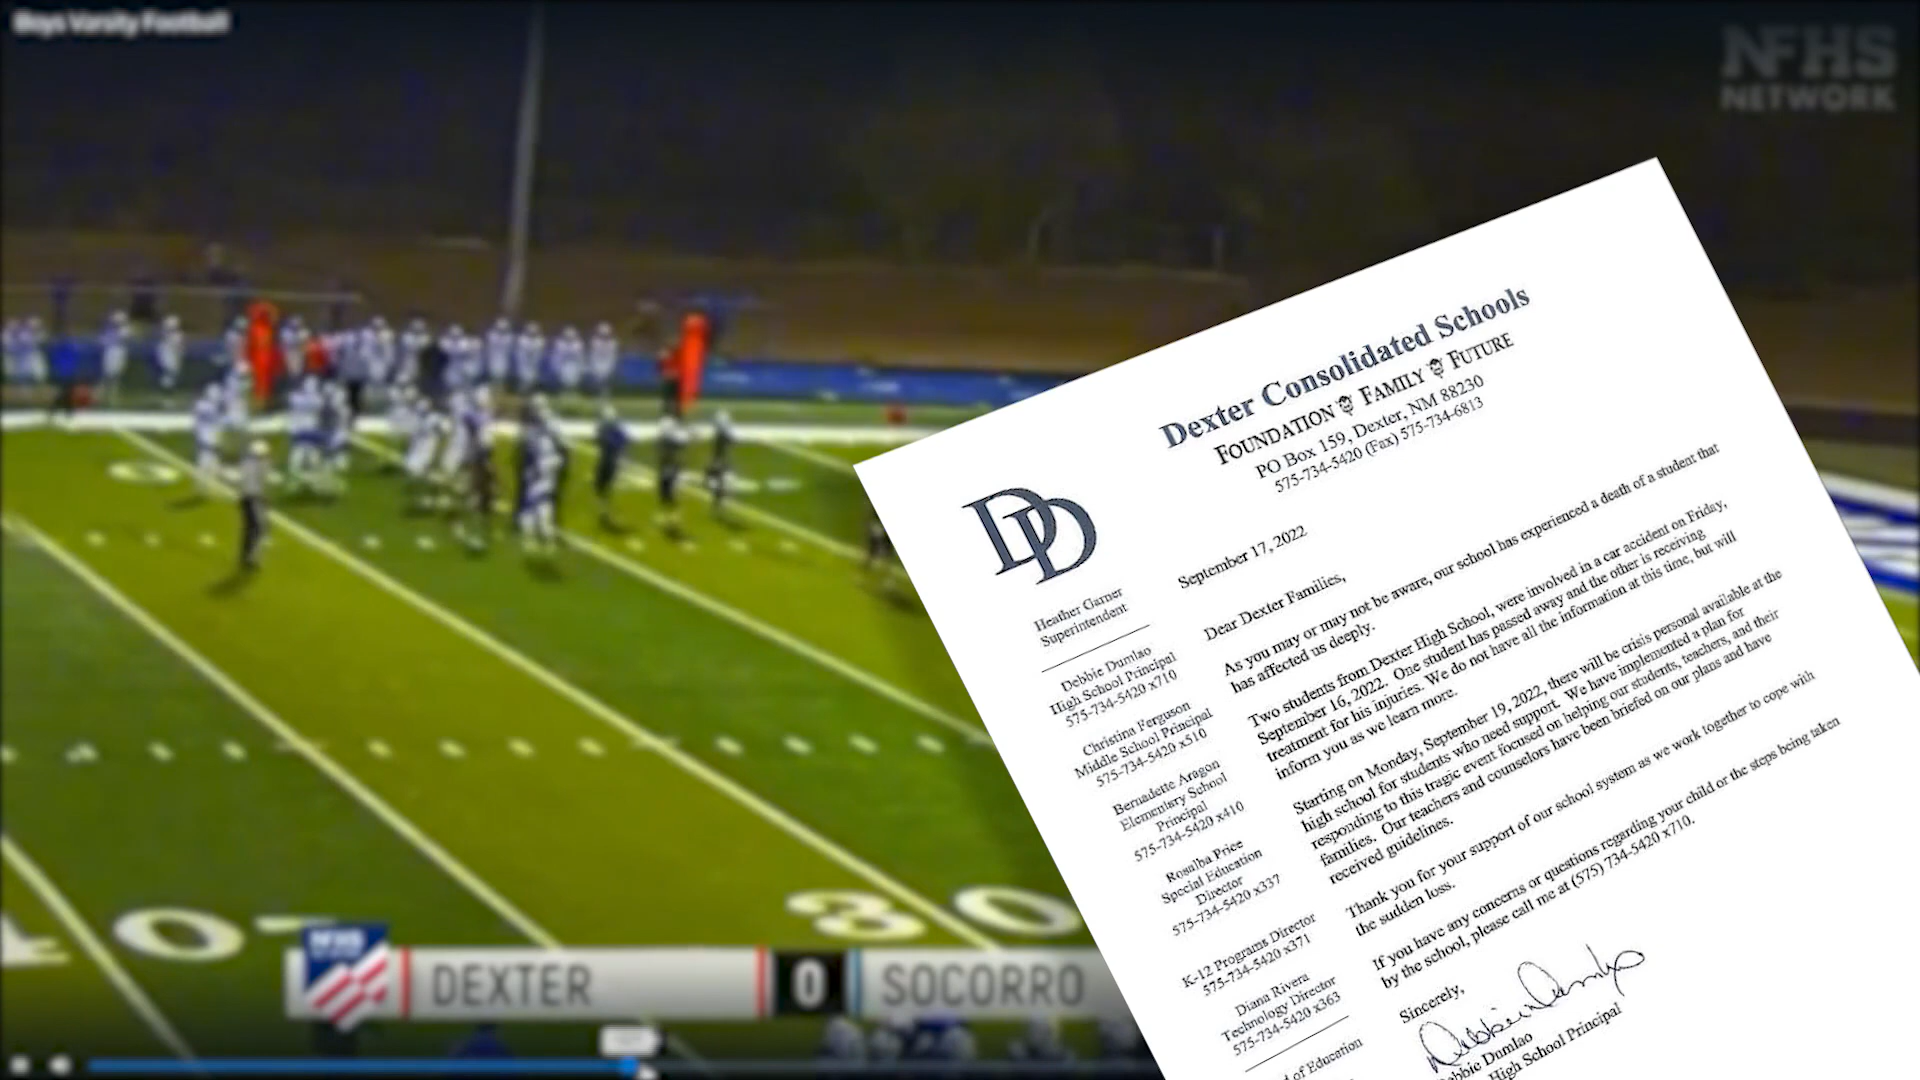 Boys Varsity Football
NFHS
NETWORK
Dexter Consolidated Schools
FOUNDATION FAMILY FUTURE
PO Box 159, Dexter, NM 88230
575-734-5420 (Fax) 575-734-6813
DD
Heather Garner
Superintendent
Debbie Dumlao
High School Principal
575-734-5420 x710
Christina Ferguson
Middle School Principal
575-734-5420 x510
Bernadette Aragon
Elementary School
Principal
575-734-5420 x410
Rosalba Price
Special Education
Director
575-734-5420 x337
K-12 Programs Director
575-734-5420 x371
Diana Rivera
Technology Director
575-734-5420 x363
d of Education
September 17, 2022
Dear Dexter Families,
As you may or may not be aware, our school has experienced a death of a student that
has affected us deeply.
Two students from Dexter High School, were involved in a car accident on Friday,
September 16, 2022. One student has passed away and the other is receiving
treatment for his injuries. We do not have all the information at this time, but will
inform you as we learn more.
Starting on Monday, September 19, 2022, there will be crisis personal available at the
high school for students who need support. We have implemented a plan for
responding to this tragic event focused on helping our students, teachers, and their
families. Our teachers and counselors have been briefed on our plans and have
received guidelines.
Thank you for your support of our school system as we work together to cope with
the sudden loss.
If you have any concerns or questions regarding your child or the steps being taken
by the school, please call me at (575) 734-5420 x710.
Sincerely,
Debbie Dumlao
ebbie Dumlao
High School Principal
40
30
NFHS
DEXTER
0
SOCORRO